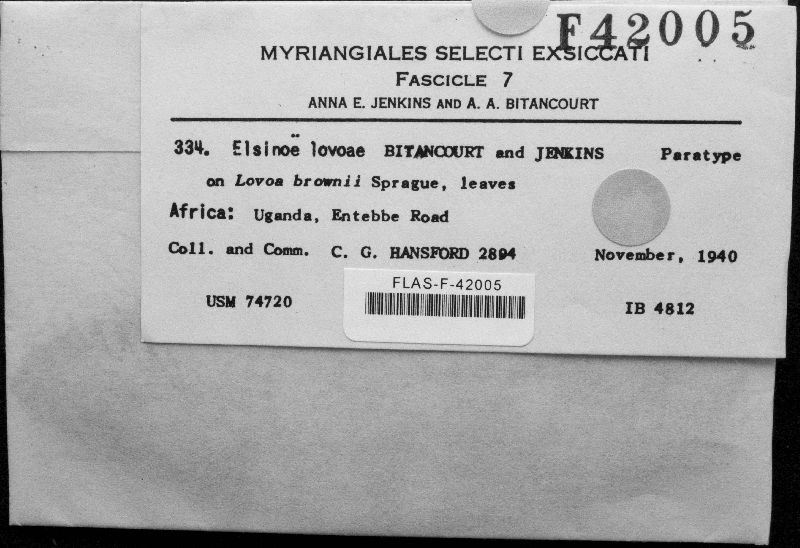 F42005
MYRIANGIALES SELECTI EXSICCATI
FASCICLE 7
ANNA E. JENKINS AND A. A. BITANCOURT
334. Elsinoë lovoae BITANCOURT and JENKINS Paratype
on Lovoa brownii Sprague, leaves
Africa: Uganda, Entebbe Road
Coll. and Comm. C. G. HANSFORD 2894 November, 1940
FLAS-F-42005
USM 74720 IB 4812